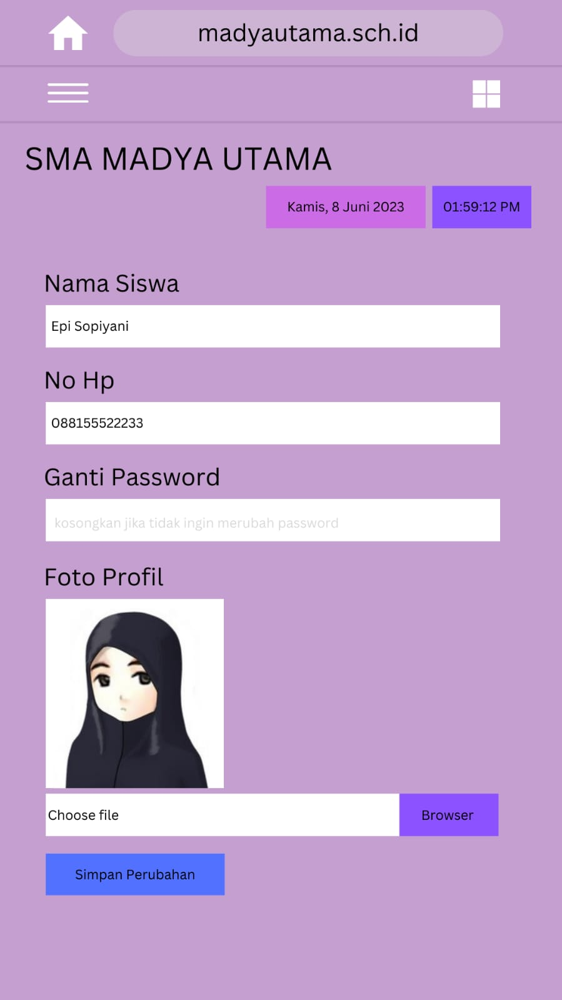 madyautama.sch.id
SMA MADYA UTAMA
Kamis, 8 Juni 2023 01:59:12 PM
Nama Siswa
Epi Sopiyani
No Hp
088155522233
Ganti Password
kosongkan jika tidak ingin merubah password
Foto Profil
Choose file Browser
Simpan Perubahan